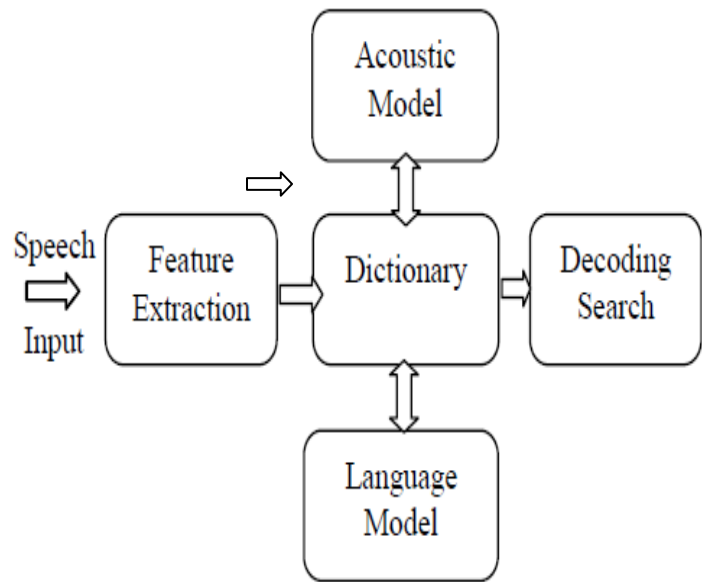 Acoustic
Model
Speech
Input
Feature
Extraction
Dictionary
Decoding
Search
Language
Model